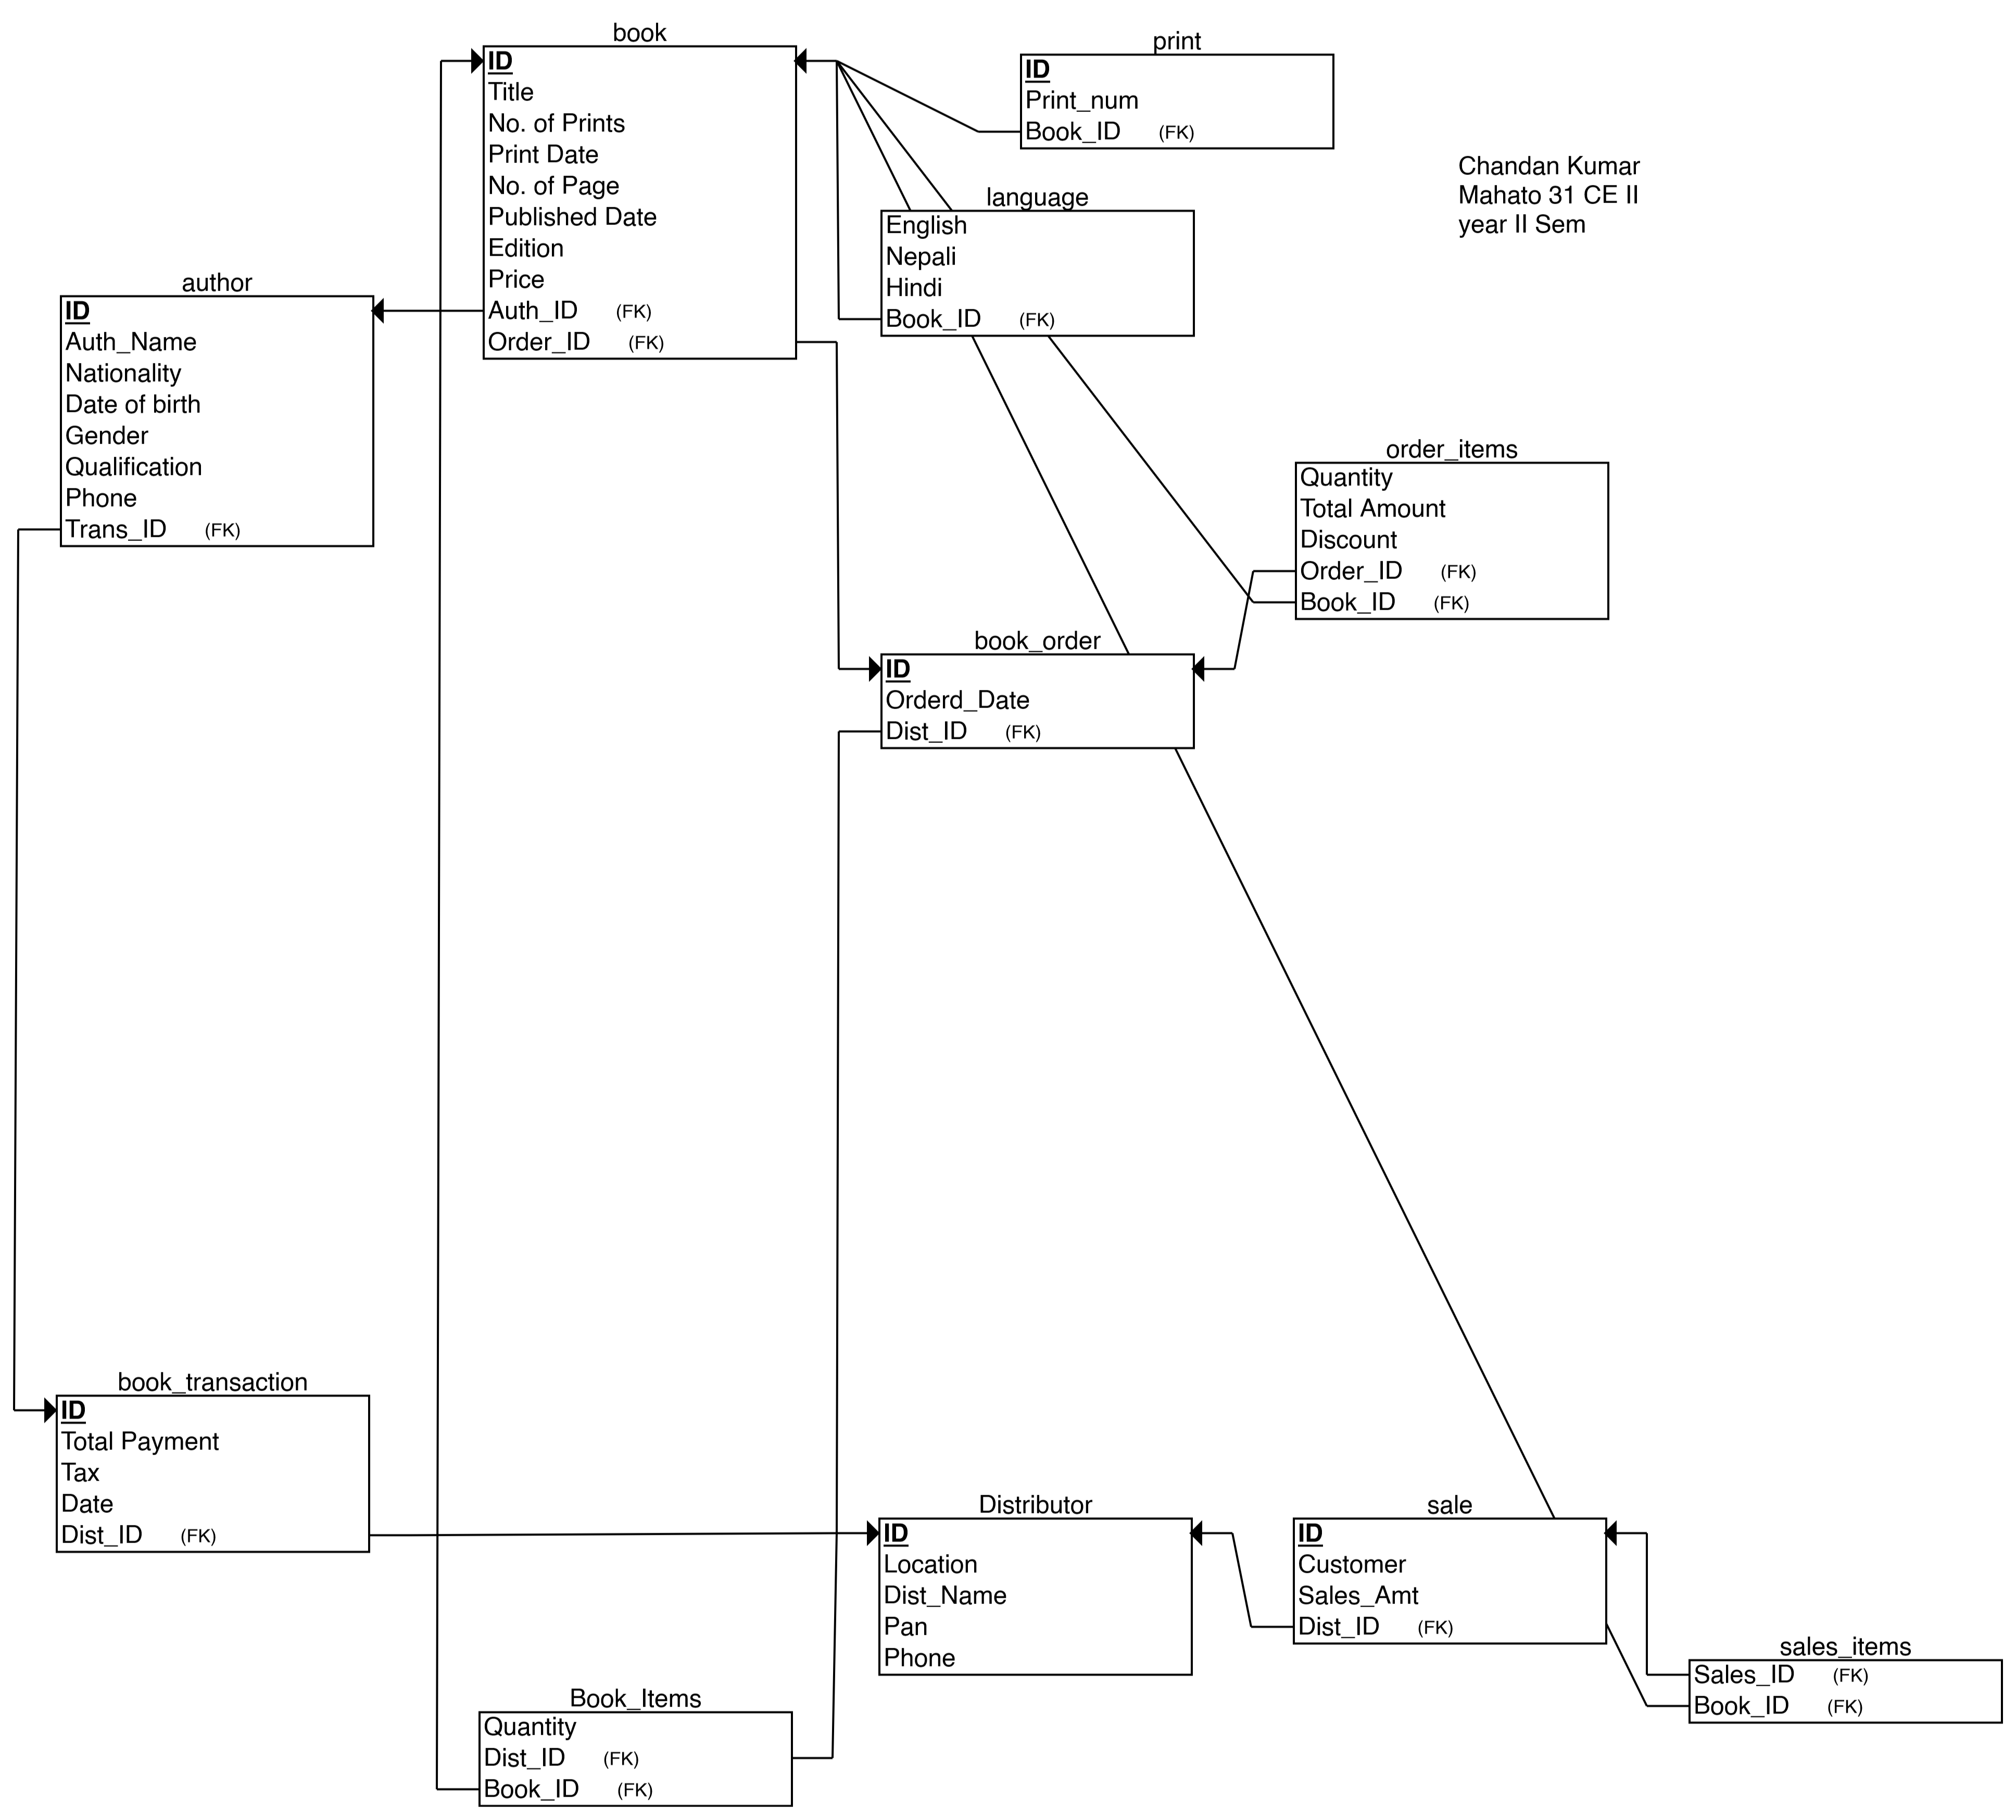 book
ID
Title
No. of Prints
Print Date
No. of Page
Published Date
Edition
Price
Auth_ID (FK)
Order_ID (FK)
print
ID
Print_num
Book_ID (FK)
Chandan Kumar
Mahato 31 CE II
year II Sem
language
English
Nepali
Hindi
Book_ID (FK)
author
ID
Auth_Name
Nationality
Date of birth
Gender
Qualification
Phone
Trans_ID (FK)
order_items
Quantity
Total Amount
Discount
Order_ID (FK)
Book_ID (FK)
book_order
ID
Orderd_Date
Dist_ID (FK)
book_transaction
ID
Total Payment
Tax
Date
Dist_ID (FK)
Distributor
ID
Location
Dist_Name
Pan
Phone
sale
ID
Customer
Sales_Amt
Dist_ID (FK)
sales_items
Sales_ID (FK)
Book_ID (FK)
Book_Items
Quantity
Dist_ID (FK)
Book_ID (FK)